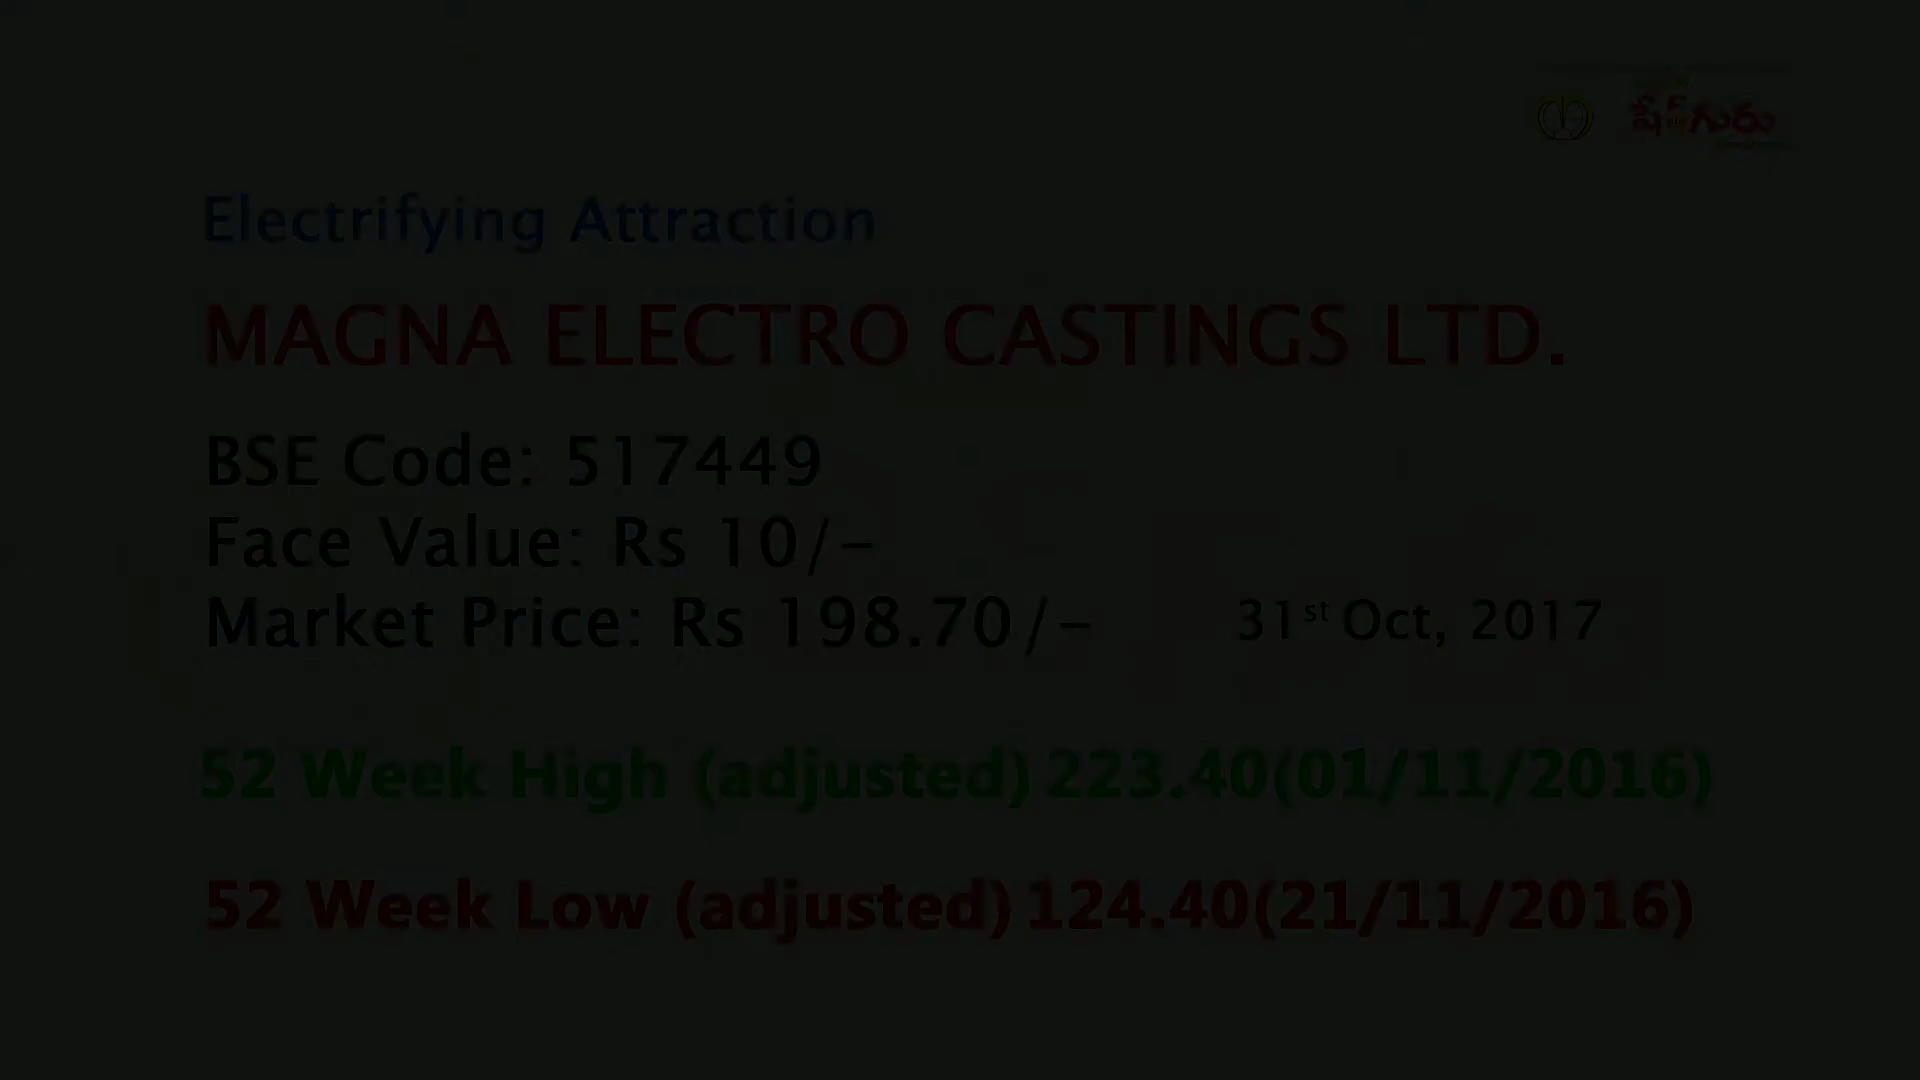 షేర్ గురు
Electrifying Attraction
MAGNA ELECTRO CASTINGS LTD.
BSE Code: 517449
Face Value: Rs 10/-
Market Price: Rs 198.70/- 31st Oct, 2017
52 Week High (adjusted) 223.40(01/11/2016)
52 Week Low (adjusted) 124.40(21/11/2016)